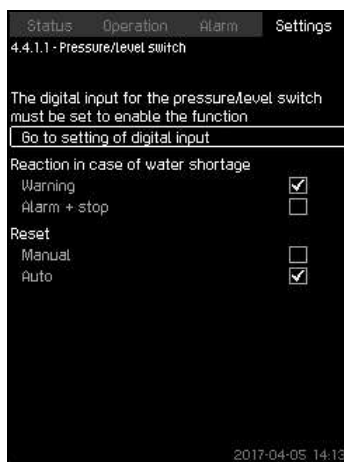 Status Operation Alarm Settings
4.4.1.1 - Pressure/level switch
The digital input for the pressure/level switch
must be set to enable the function
Go to setting of digital input
Reaction in case of water shortage
Warning
Alarm + stop
Reset
Manual
Auto
2017-04-05 14:13